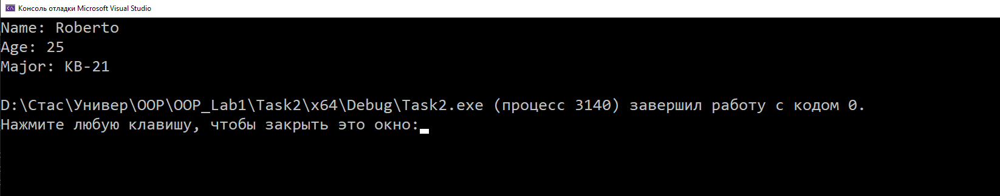 Консоль отладки Microsoft Visual Studio
Name: Roberto
Age: 25
Major: KB-21
D:\Стас\Универ\OOP\OOP_Lab1\Task2\x64\Debug\Task2.exe (процесс 3140) завершил работу с кодом 0.
Нажмите любую клавишу, чтобы закрыть это окно: